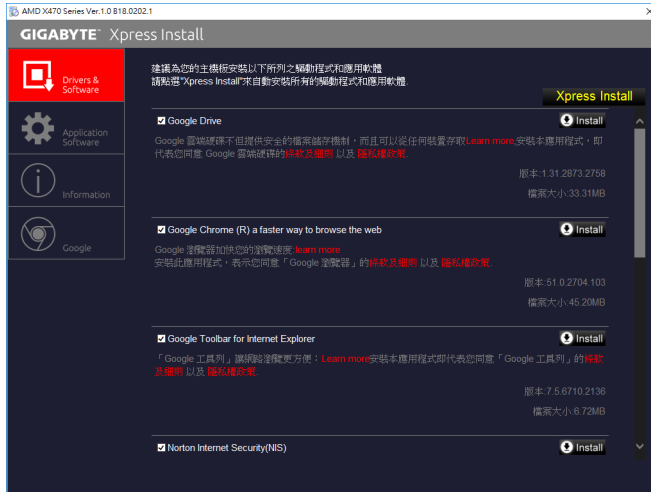 AMD X470 Series Ver.1.0 B18.0202.1
GIGABYTE™ Xpress Install
Drivers &
Software
Application
Software
Information
Google
建議為您的主機板安裝以下所列之驅動程式和應用軟體
請點選"Xpress Install"來自動安裝所有的驅動程式和應用軟體.
Xpress Install
Google Drive
Install
Google 雲端硬碟不但提供安全的檔案儲存機制，而且可以從任何裝置存取Learn more,安裝本應用程式，即
代表您同意 Google 雲端硬碟的條款及細則 以及 隱私權政策.
版本:1.31.2873.2758
檔案大小:33.31MB
Google Chrome (R) a faster way to browse the web
Install
Google 瀏覽器加快您的瀏覽速度:learn more
安裝此應用程式，表示您同意「Google 瀏覽器」的條款及細則 以及 隱私權政策.
版本:51.0.2704.103
檔案大小:45.20MB
Google Toolbar for Internet Explorer
Install
「Google 工具列」讓網路瀏覽更方便：Learn more安裝本應用程式即代表您同意「Google 工具列」的條款
及細則 以及 隱私權政策.
版本:7.5.6710.2136
檔案大小:6.72MB
Norton Internet Security(NIS)
Install